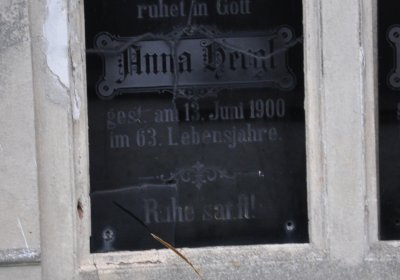 ruhet in Gott
Anna
gest. am 13. Juni 1900
im 63. Lebensjahre.
Ruhe sanft!